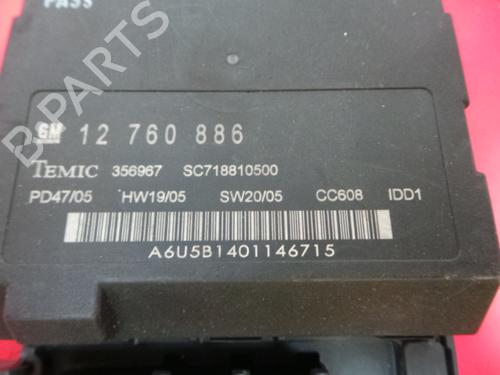 PASS
GM 12 760 886
TEMIC 356967 SC718810500
PD47/05 HW19/05 SW20/05 CC608 IDD1
A6U5B1401146715
B-PARTS